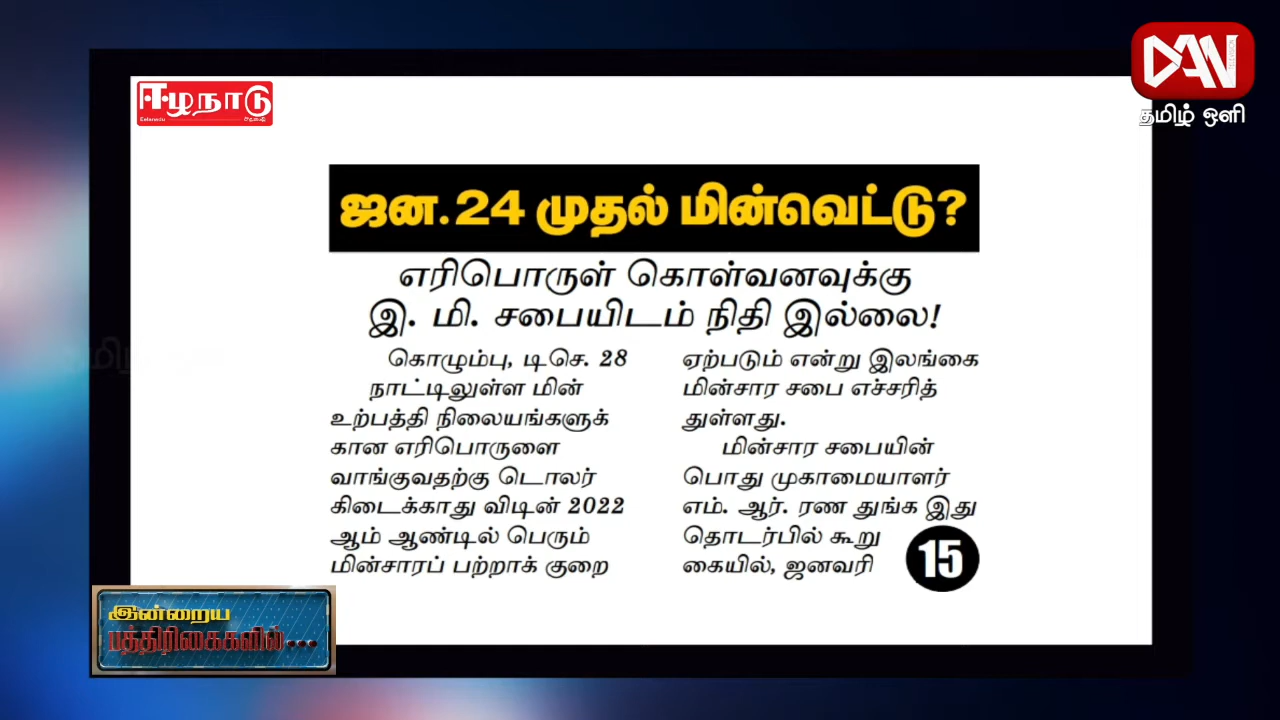 ஈழநாடு
DAN
தமிழ் ஒளி
ஜன.24 முதல் மின்வெட்டு?
எரிபொருள் கொள்வனவுக்கு
இ. மி. சபையிடம் நிதி இல்லை!
கொழும்பு, டிசெ. 28
நாட்டிலுள்ள மின்
உற்பத்தி நிலையங்களுக்
கான எரிபொருளை
வாங்குவதற்கு டொலர்
கிடைக்காது விடின் 2022
ஆம் ஆண்டில் பெரும்
மின்சாரப் பற்றாக் குறை
ஏற்படும் என்று இலங்கை
மின்சார சபை எச்சரித்
துள்ளது.
மின்சார சபையின்
பொது முகாமையாளர்
எம். ஆர். ரண துங்க இது
தொடர்பில் கூறு
கையில், ஜனவரி
15
இன்றைய
பத்திரிகைகளில்...